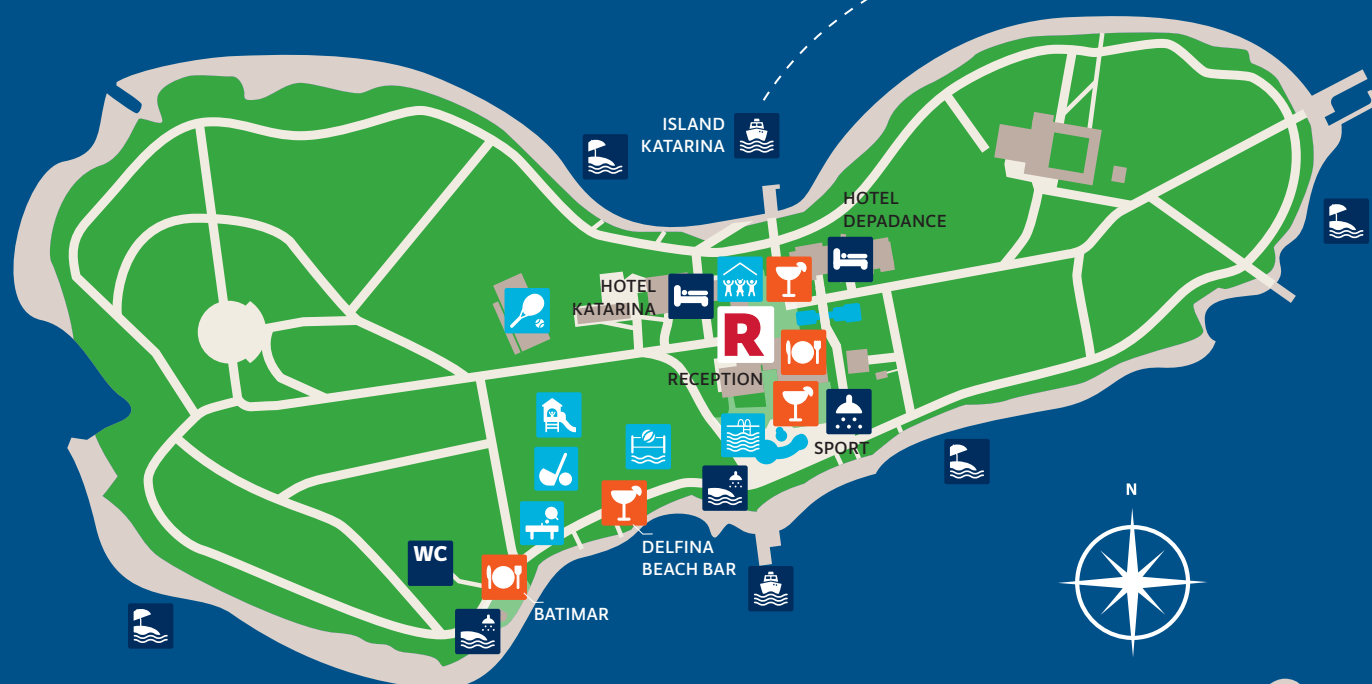 ISLAND
KATARINA
HOTEL
DEPADANCE
HOTEL
KATARINA
R
RECEPTION
SPORT
N
WC
DELFINA
BEACH BAR
BATIMAR